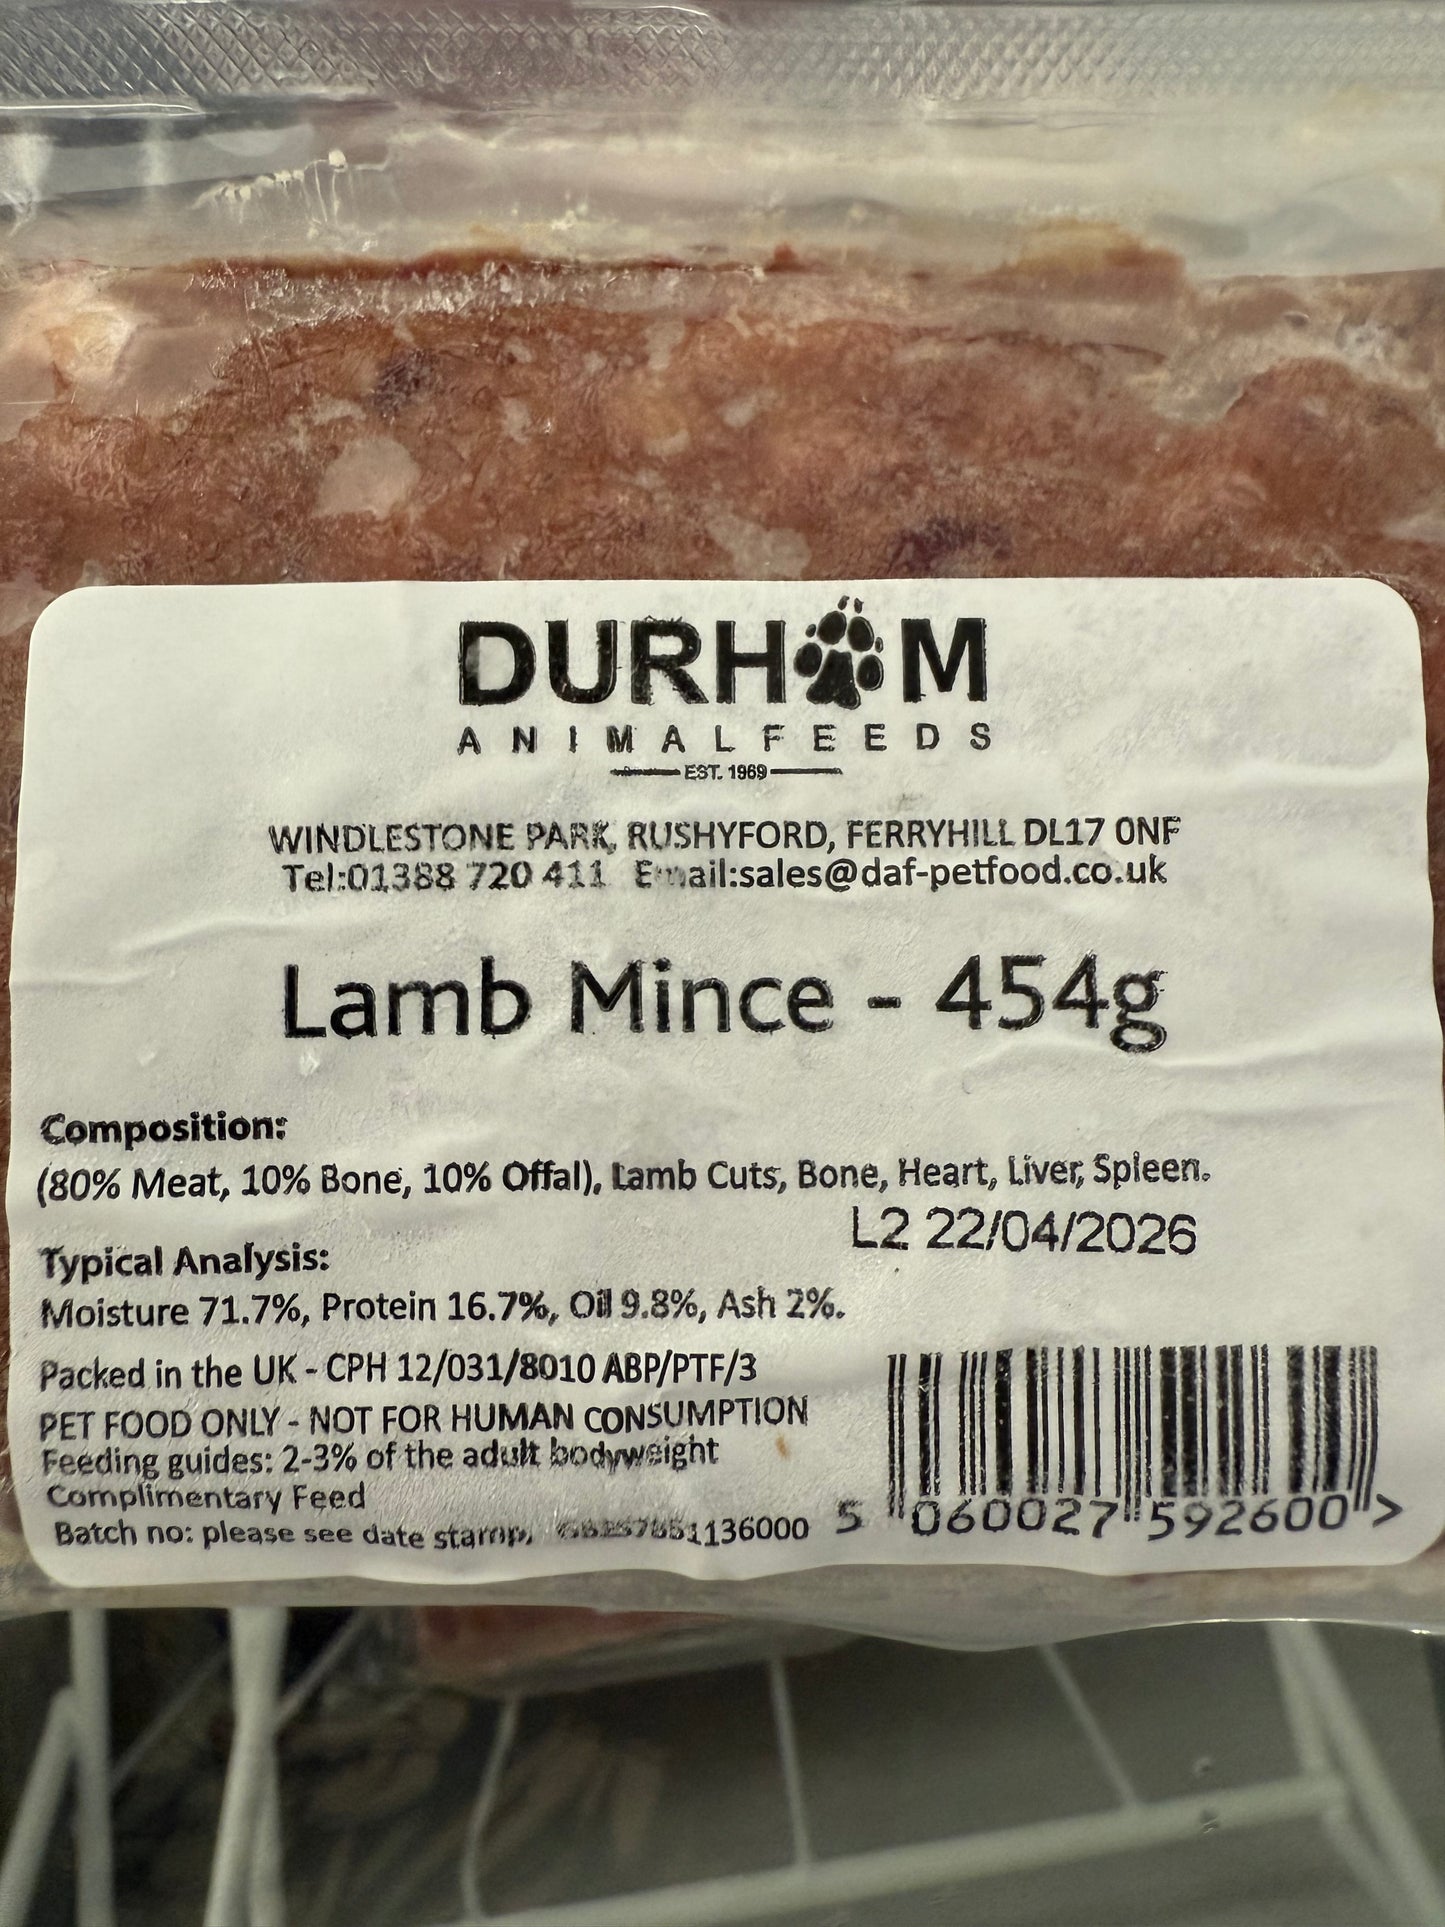 DURHAM
ANIMALFEEDS
EST. 1969
WINDLESTONE PARK, RUSHYFORD, FERRYHILL DL17 0NF
Tel:01388 720 411 Email:sales@daf-petfood.co.uk
Lamb Mince - 454g
Composition:
(80% Meat, 10% Bone, 10% Offal), Lamb Cuts, Bone, Heart, Liver, Spleen.
L2 22/04/2026
Typical Analysis:
Moisture 71.7%, Protein 16.7%, Oil 9.8%, Ash 2%.
Packed in the UK - CPH 12/031/8010 ABP/PTF/3
PET FOOD ONLY - NOT FOR HUMAN CONSUMPTION
Feeding guides: 2-3% of the adult bodyweight
Complimentary Feed
Batch no: please see date stamp,
5 060027 592600 >